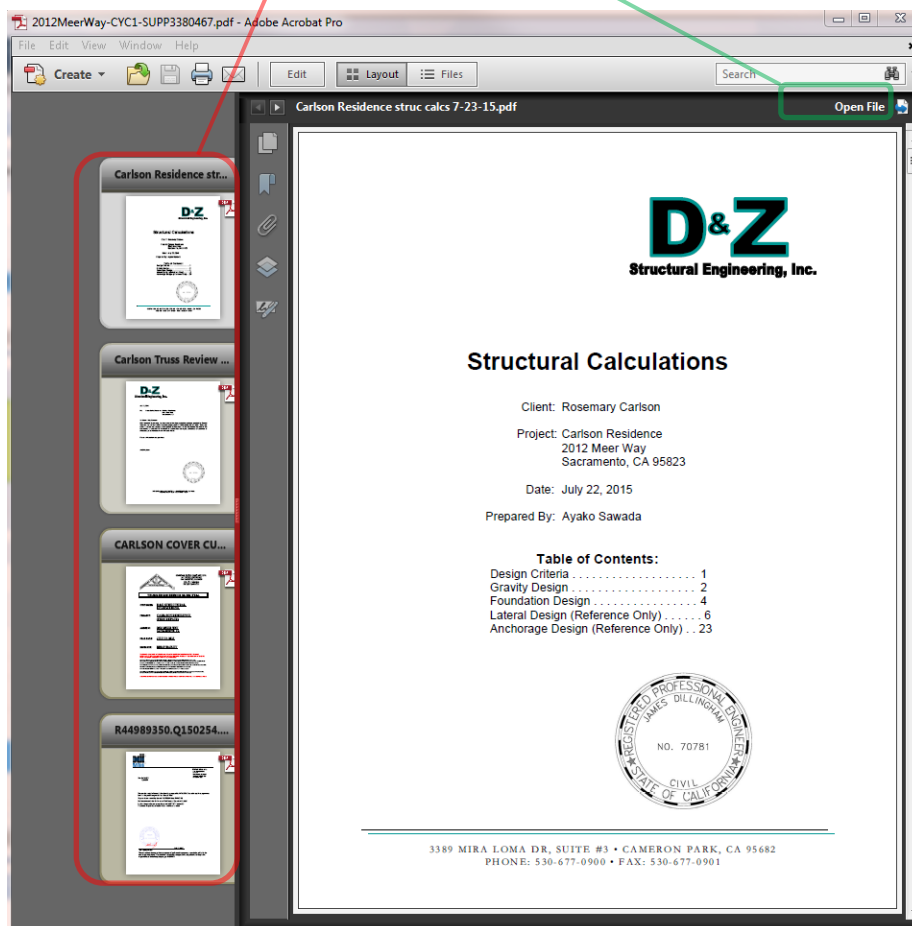 2012MeerWay-CYC1-SUPP3380467.pdf - Adobe Acrobat Pro
File Edit View Window Help
Create Edit Layout Files Search
Carlson Residence struc calcs 7-23-15.pdf Open File
Carlson Residence str...
D&Z
Structural Calculations
Carlson Truss Review ...
D&Z
CARLSON COVER CU...
R44989350.Q150254....
D&Z
Structural Engineering, Inc.
Structural Calculations
Client: Rosemary Carlson
Project: Carlson Residence
2012 Meer Way
Sacramento, CA 95823
Date: July 22, 2015
Prepared By: Ayako Sawada
Table of Contents:
Design Criteria . . . . . . . . . . . . . . . . . . . 1
Gravity Design . . . . . . . . . . . . . . . . . . . 2
Foundation Design . . . . . . . . . . . . . . . . 4
Lateral Design (Reference Only) . . . . . . 6
Anchorage Design (Reference Only) . . 23
REGISTERED PROFESSIONAL ENGINEER
JAMES DILLINGHAM
NO. 70781
CIVIL
STATE OF CALIFORNIA
3389 MIRA LOMA DR, SUITE #3 • CAMERON PARK, CA 95682
PHONE: 530-677-0900 • FAX: 530-677-0901